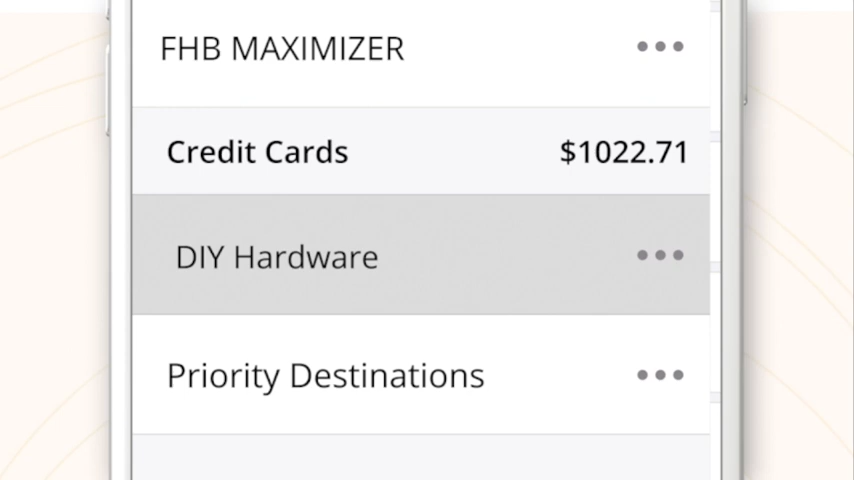 FHB MAXIMIZER
Credit Cards $1022.71
DIY Hardware
Priority Destinations